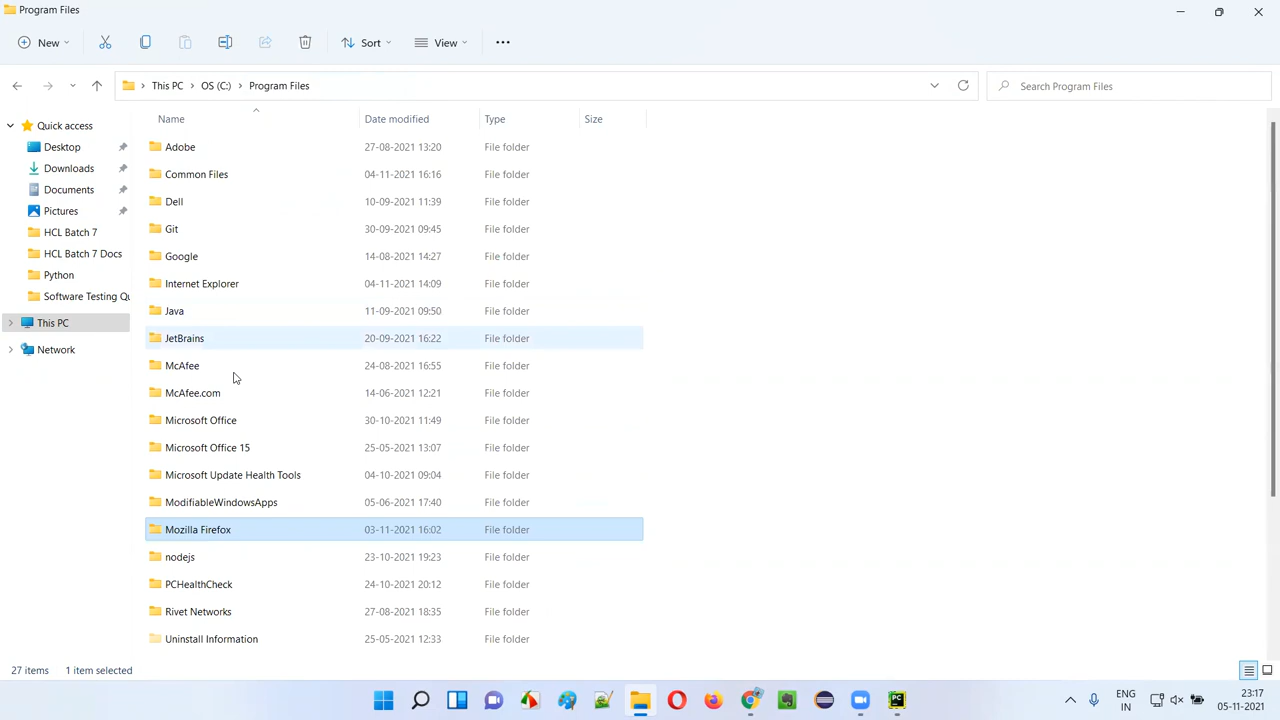 Program Files
New
Sort
View
This PC > OS (C:) > Program Files
Search Program Files
Name Date modified Type Size
Quick access
Desktop
Downloads
Documents
Pictures
HCL Batch 7
HCL Batch 7 Docs
Python
Software Testing Qu
This PC
Network
Adobe 27-08-2021 13:20 File folder
Common Files 04-11-2021 16:16 File folder
Dell 10-09-2021 11:39 File folder
Git 30-09-2021 09:45 File folder
Google 14-08-2021 14:27 File folder
Internet Explorer 04-11-2021 14:09 File folder
Java 11-09-2021 09:50 File folder
JetBrains 20-09-2021 16:22 File folder
McAfee 24-08-2021 16:55 File folder
McAfee.com 14-06-2021 12:21 File folder
Microsoft Office 30-10-2021 11:49 File folder
Microsoft Office 15 25-05-2021 13:07 File folder
Microsoft Update Health Tools 04-10-2021 09:04 File folder
ModifiableWindowsApps 05-06-2021 17:40 File folder
Mozilla Firefox 03-11-2021 16:02 File folder
nodejs 23-10-2021 19:23 File folder
PCHealthCheck 24-10-2021 20:12 File folder
Rivet Networks 27-08-2021 18:35 File folder
Uninstall Information 25-05-2021 12:33 File folder
27 items 1 item selected
PC
ENG
IN
23:17
05-11-2021